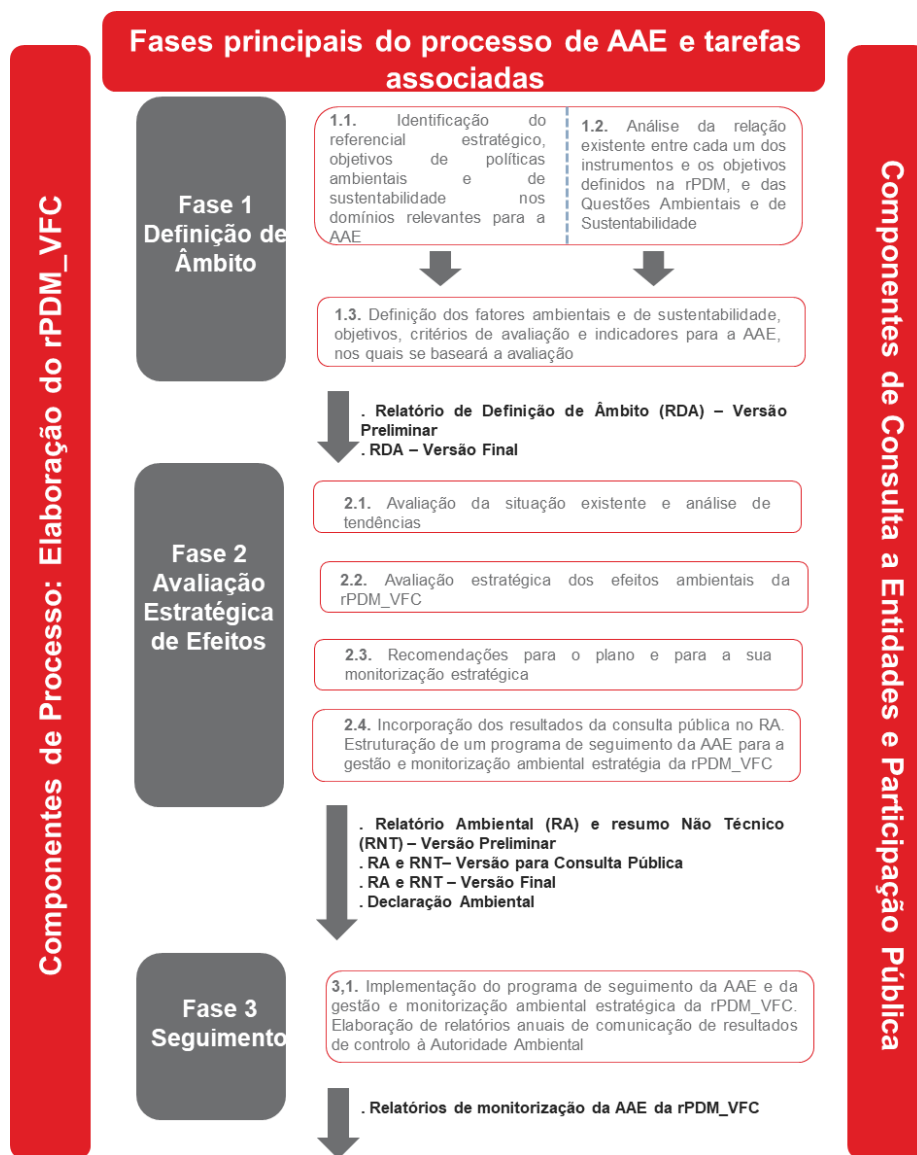 Fases principais do processo de AAE e tarefas
associadas
Componentes de Processo: Elaboração do rPDM_VFC
Fase 1
Definição de
Âmbito
1.1. Identificação do
referencial estratégico,
objetivos de políticas
ambientais e de
sustentabilidade nos
domínios relevantes para a
AAE
1.2. Análise da relação
existente entre cada um dos
instrumentos e os objetivos
definidos na rPDM, e das
Questões Ambientais e de
Sustentabilidade
1.3. Definição dos fatores ambientais e de sustentabilidade,
objetivos, critérios de avaliação e indicadores para a AAE,
nos quais se baseará a avaliação
. Relatório de Definição de Âmbito (RDA) – Versão
Preliminar
. RDA – Versão Final
Fase 2
Avaliação
Estratégica
de Efeitos
2.1. Avaliação da situação existente e análise de
tendências
2.2. Avaliação estratégica dos efeitos ambientais da
rPDM_VFC
2.3. Recomendações para o plano e para a sua
monitorização estratégica
2.4. Incorporação dos resultados da consulta pública no RA.
Estruturação de um programa de seguimento da AAE para a
gestão e monitorização ambiental estratégia da rPDM_VFC
. Relatório Ambiental (RA) e resumo Não Técnico
(RNT) – Versão Preliminar
. RA e RNT– Versão para Consulta Pública
. RA e RNT – Versão Final
. Declaração Ambiental
Fase 3
Seguimento
3,1. Implementação do programa de seguimento da AAE e da
gestão e monitorização ambiental estratégica da rPDM_VFC.
Elaboração de relatórios anuais de comunicação de resultados
de controlo à Autoridade Ambiental
. Relatórios de monitorização da AAE da rPDM_VFC
Componentes de Consulta a Entidades e Participação Pública